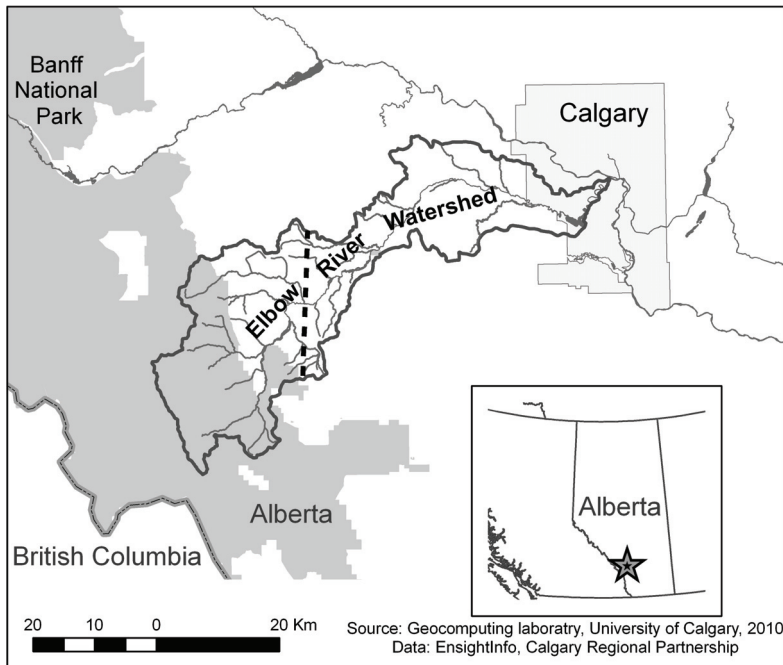 Banff
National
Park
Calgary
Elbow River Watershed
Alberta
British Columbia
Alberta
20 10 0 20 Km
Source: Geocomputing laboratry, University of Calgary, 2010
Data: EnsightInfo, Calgary Regional Partnership